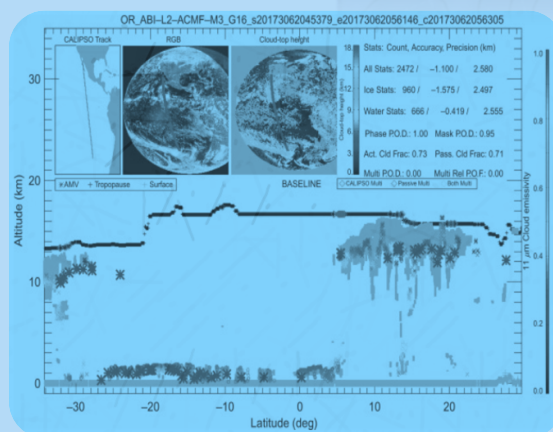 OR_ABI–L2–ACMF–M3_G16_s20173062045379_e20173062056146_c20173062056305
CALIPSO Track
RGB
Cloud-top height
Stats: Count, Accuracy, Precision (km)
All Stats: 2472 / –1.100 / 2.580
Ice Stats: 960 / –1.575 / 2.497
Water Stats: 666 / –0.419 / 2.555
Phase P.O.D: 1.00 Mask P.O.D: 0.95
Act. Cld Frac: 0.73 Pass. Cld Frac: 0.71
Multi P.O.D: 0.00 Multi Rel P.O.F: 0.00
18
15
12
9
6
3
0
Cloud-top height (km)
AMV + Tropopause Surface
BASELINE
CALIPSO Multi Passive Multi Both Multi
Altitude (km)
30
20
10
0
1.0
0.8
0.6
0.4
0.2
0.0
11 µm Cloud emissivity
–30 –20 –10 0 10 20
Latitude (deg)